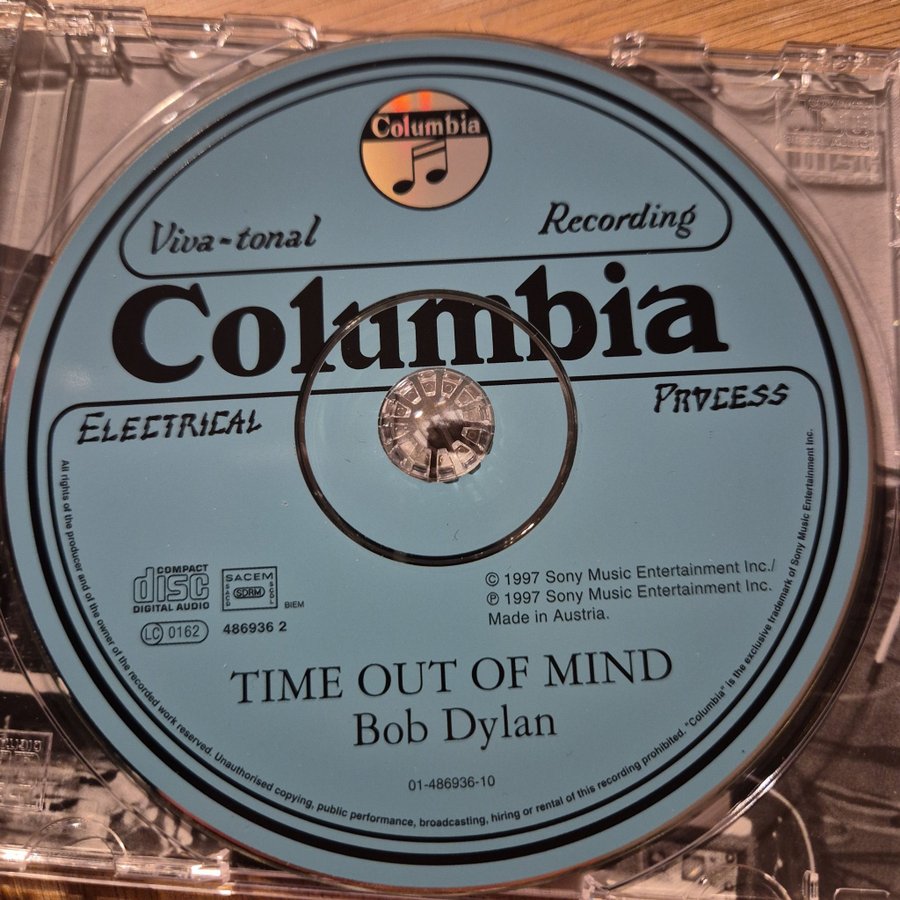 Columbia
Viva-tonal Recording
Columbia
ELECTRICAL PROCESS
COMPACT
disc
DIGITAL AUDIO
SACEM
SACD SDRM SGDL
BIEM
LC 0162
486936 2
© 1997 Sony Music Entertainment Inc./
℗ 1997 Sony Music Entertainment Inc.
Made in Austria.
TIME OUT OF MIND
Bob Dylan
01-486936-10
All rights of the producer and of the owner of the recorded work reserved. Unauthorised copying, public performance, broadcasting, hiring or rental of this recording prohibited. "Columbia" is the exclusive trademark of Sony Music Entertainment Inc.